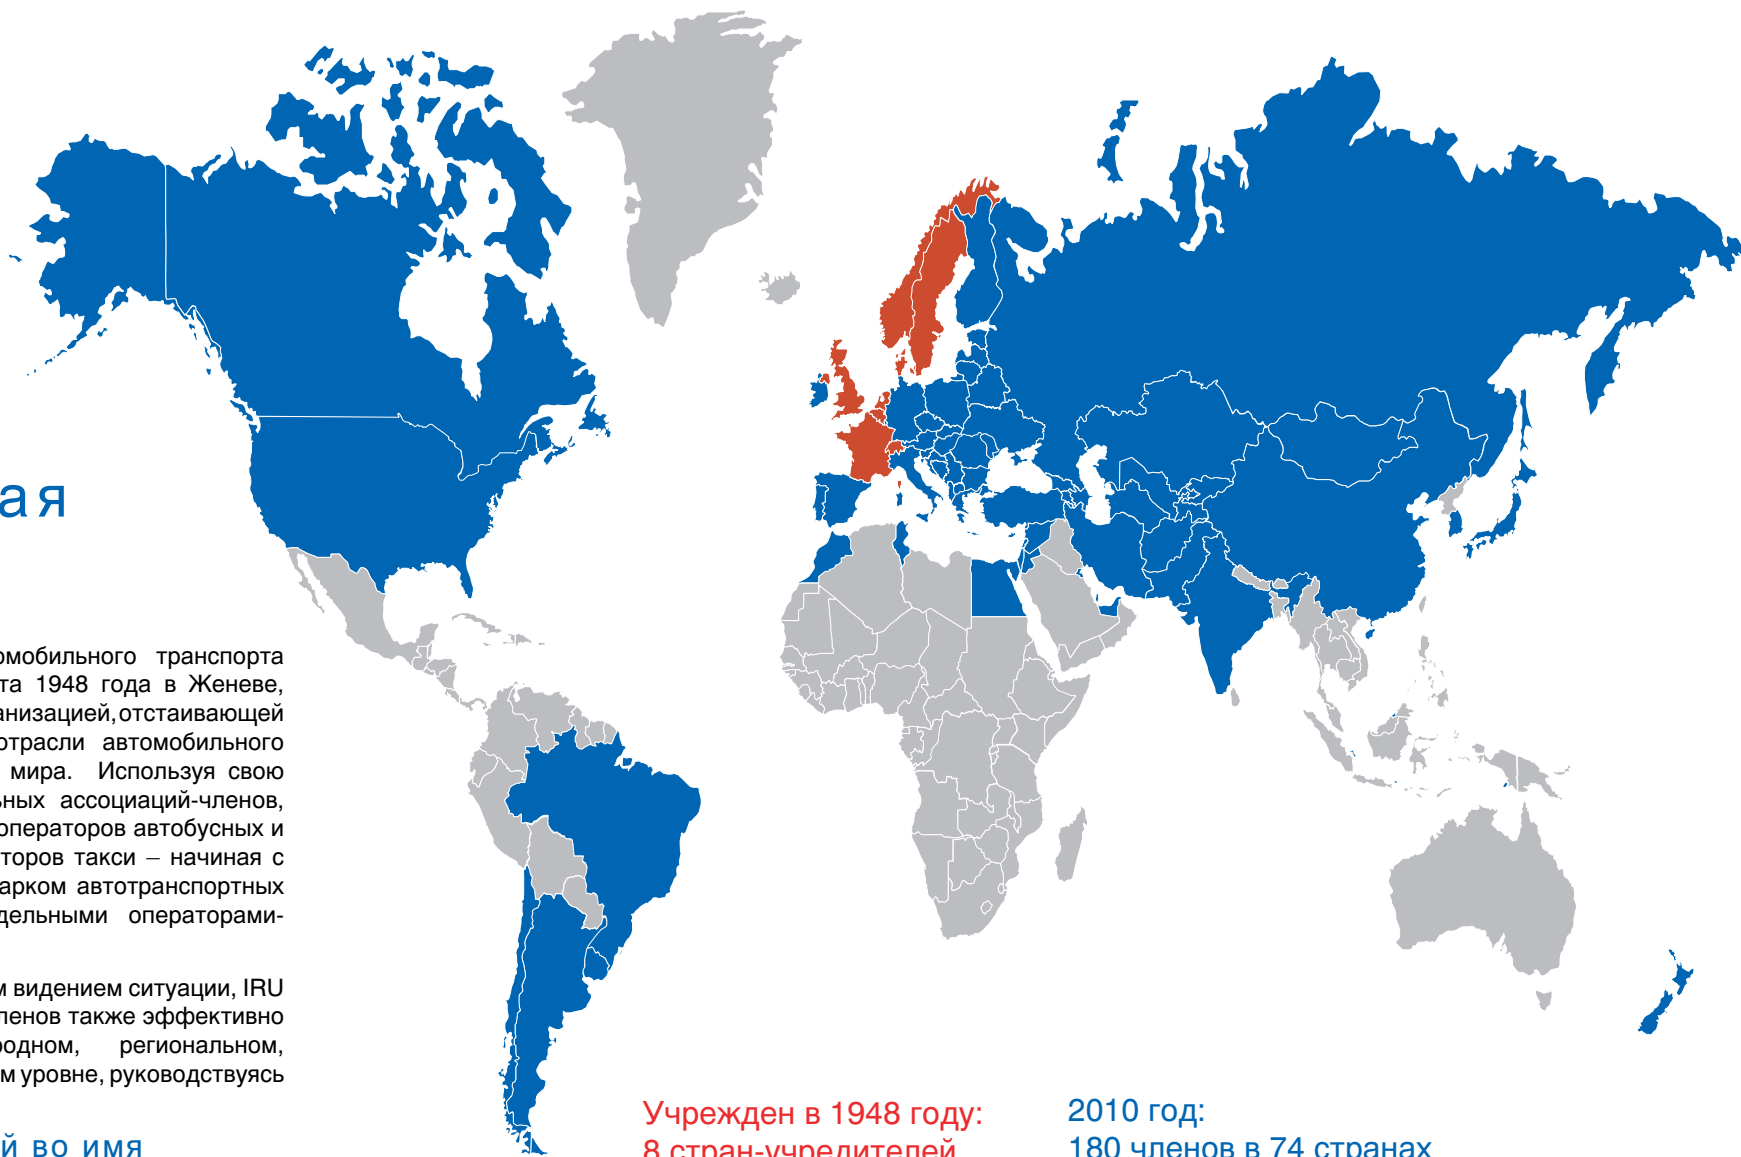 ая
омобильного транспорта
та 1948 года в Женеве,
анизацией, отстаивающей
отрасли автомобильного
мира. Используя свою
ьных ассоциаций-членов,
операторов автобусных и
торов такси – начиная с
арком автотранспортных
дельными операторами-
м видением ситуации, IRU
членов также эффективно
родном, региональном,
м уровне, руководствуясь
й во имя
Учрежден в 1948 году:
8 стран-учредителей
2010 год:
180 членов в 74 странах